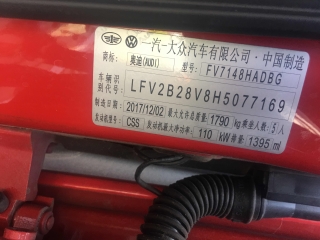 一汽-大众汽车有限公司·中国制造
商标: 奥迪(AUDI) 型号: FV7148HADBG
车辆识别代号: LFV2B28V8H5077169
制造日期: 2017/12/02 最大允许总质量: 1790 kg 乘坐人数: 5人
发动机型号: CSS 发动机最大净功率: 110 kW 排量: 1395 ml